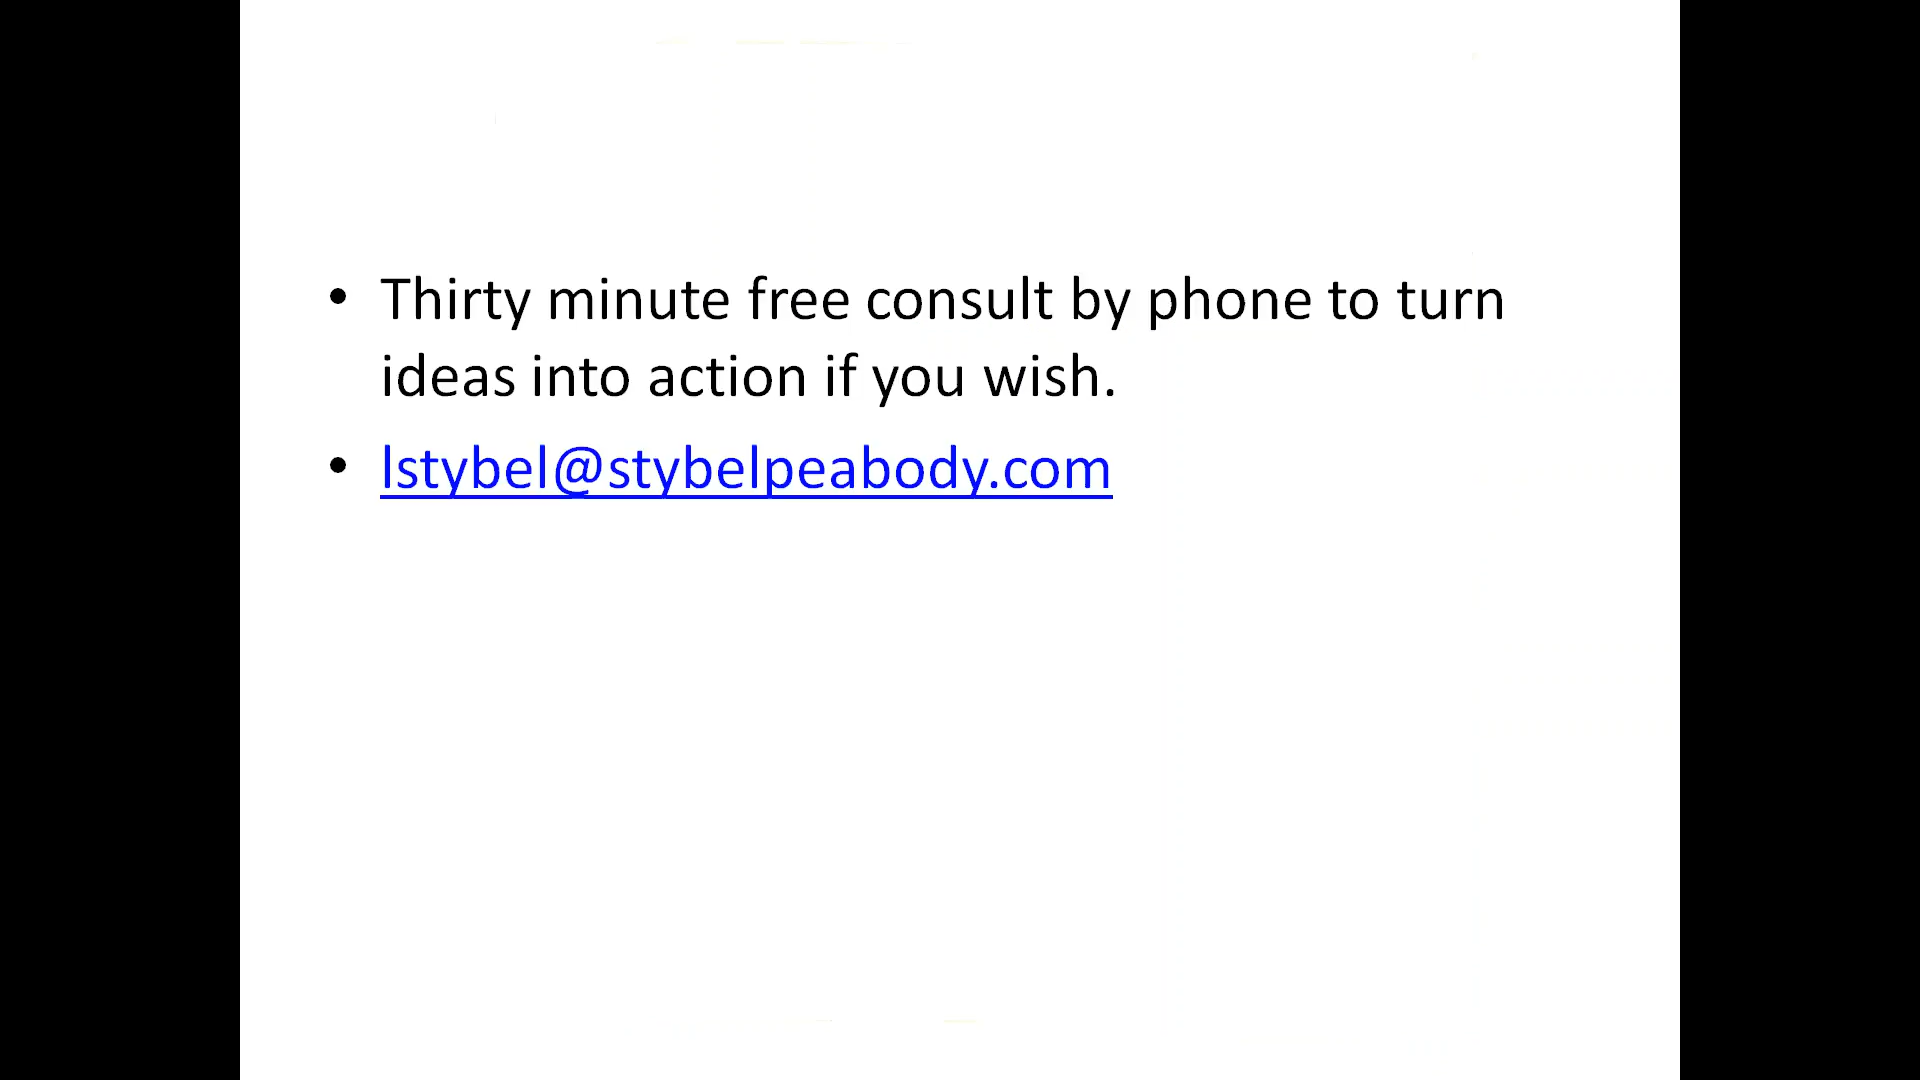 • Thirty minute free consult by phone to turn
ideas into action if you wish.
• lstybel@stybelpeabody.com